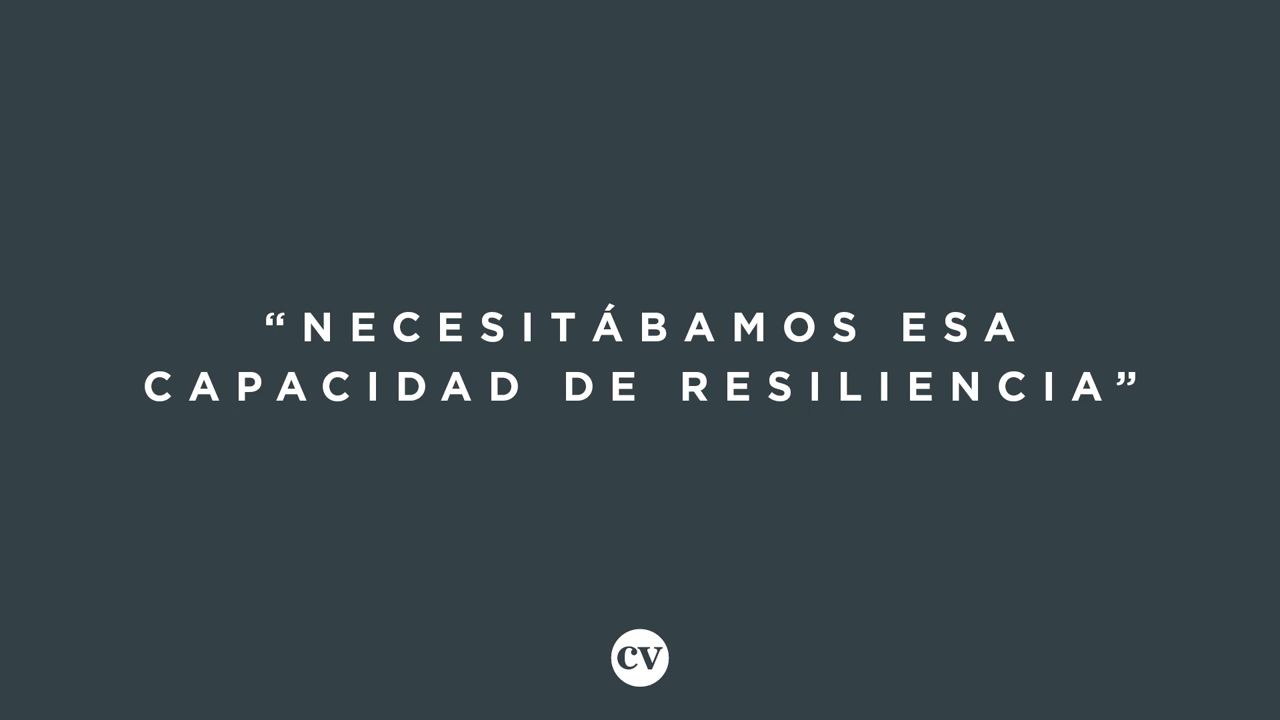 “NECESITÁBAMOS ESA
CAPACIDAD DE RESILIENCIA”
CV